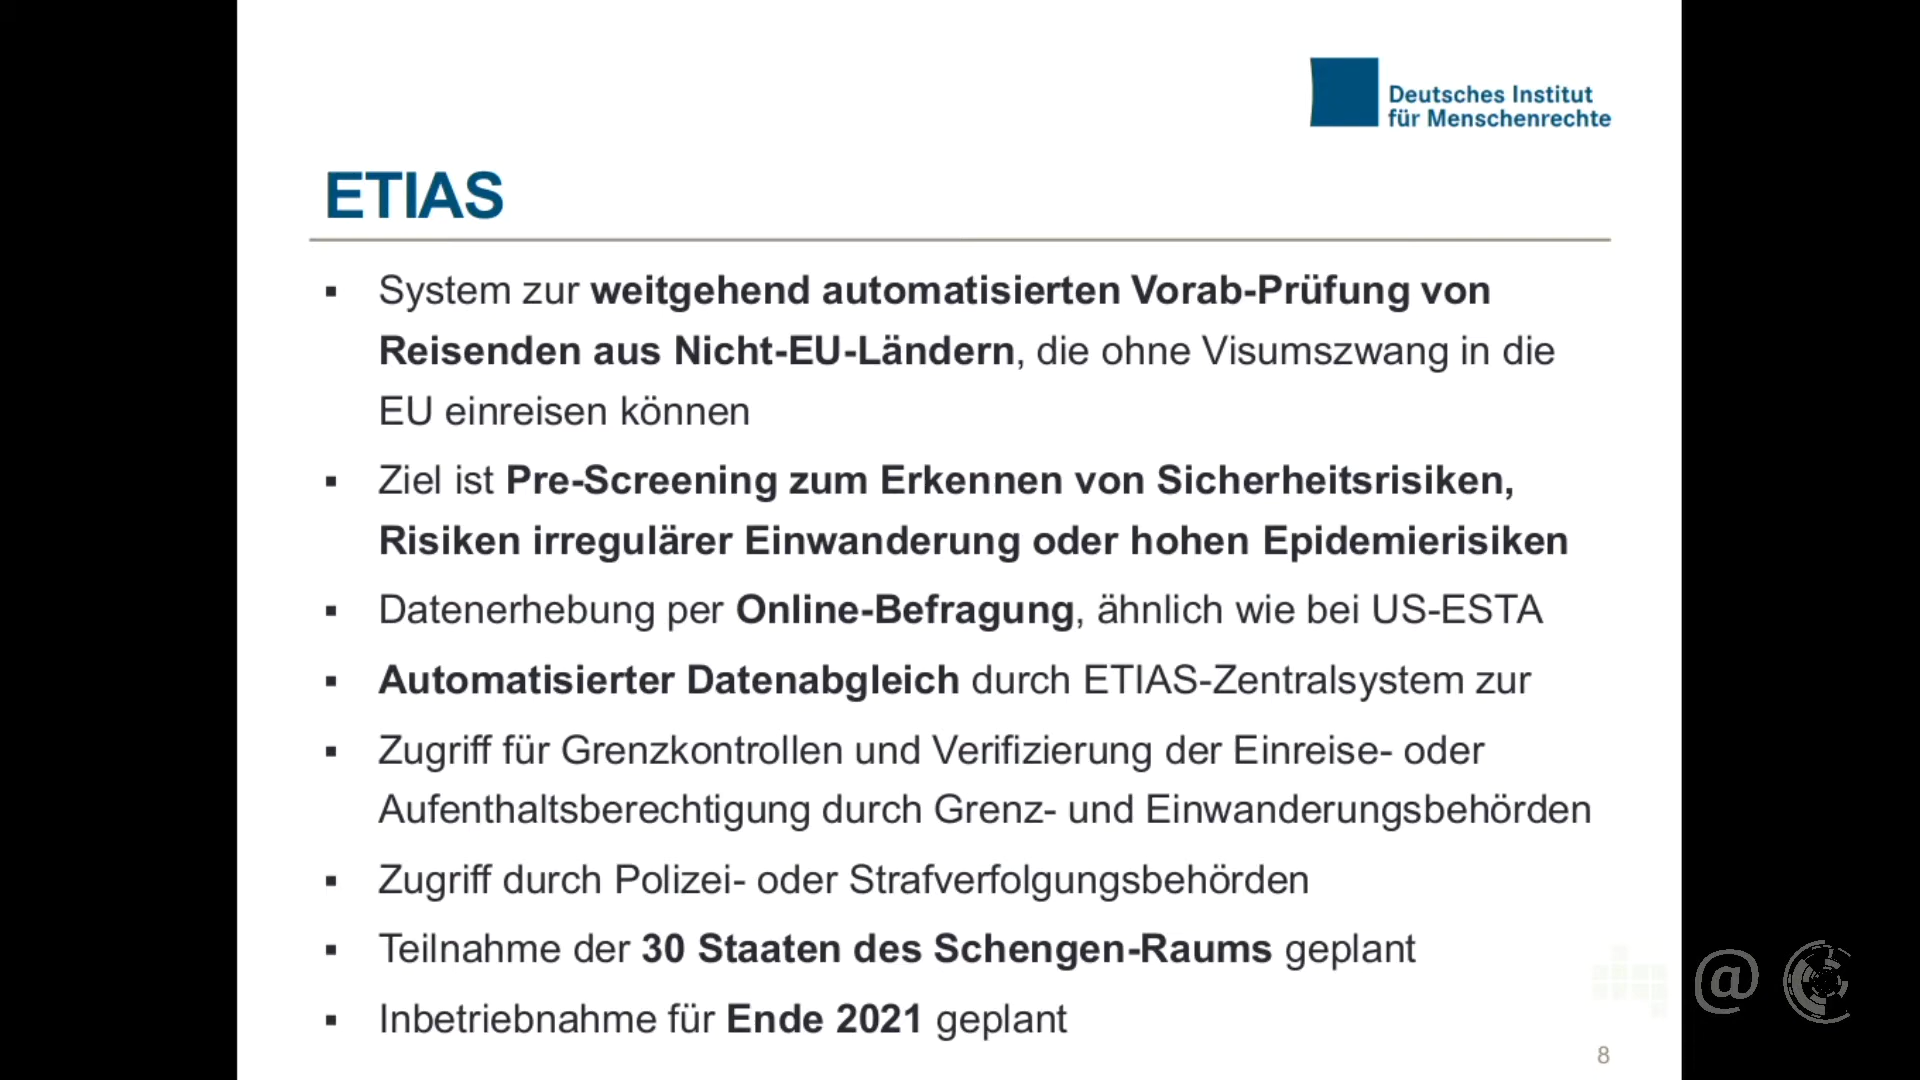 Deutsches Institut
für Menschenrechte
ETIAS
▪ System zur weitgehend automatisierten Vorab-Prüfung von
Reisenden aus Nicht-EU-Ländern, die ohne Visumszwang in die
EU einreisen können
▪ Ziel ist Pre-Screening zum Erkennen von Sicherheitsrisiken,
Risiken irregulärer Einwanderung oder hohen Epidemierisiken
▪ Datenerhebung per Online-Befragung, ähnlich wie bei US-ESTA
▪ Automatisierter Datenabgleich durch ETIAS-Zentralsystem zur
▪ Zugriff für Grenzkontrollen und Verifizierung der Einreise- oder
Aufenthaltsberechtigung durch Grenz- und Einwanderungsbehörden
▪ Zugriff durch Polizei- oder Strafverfolgungsbehörden
▪ Teilnahme der 30 Staaten des Schengen-Raums geplant
▪ Inbetriebnahme für Ende 2021 geplant
@
8